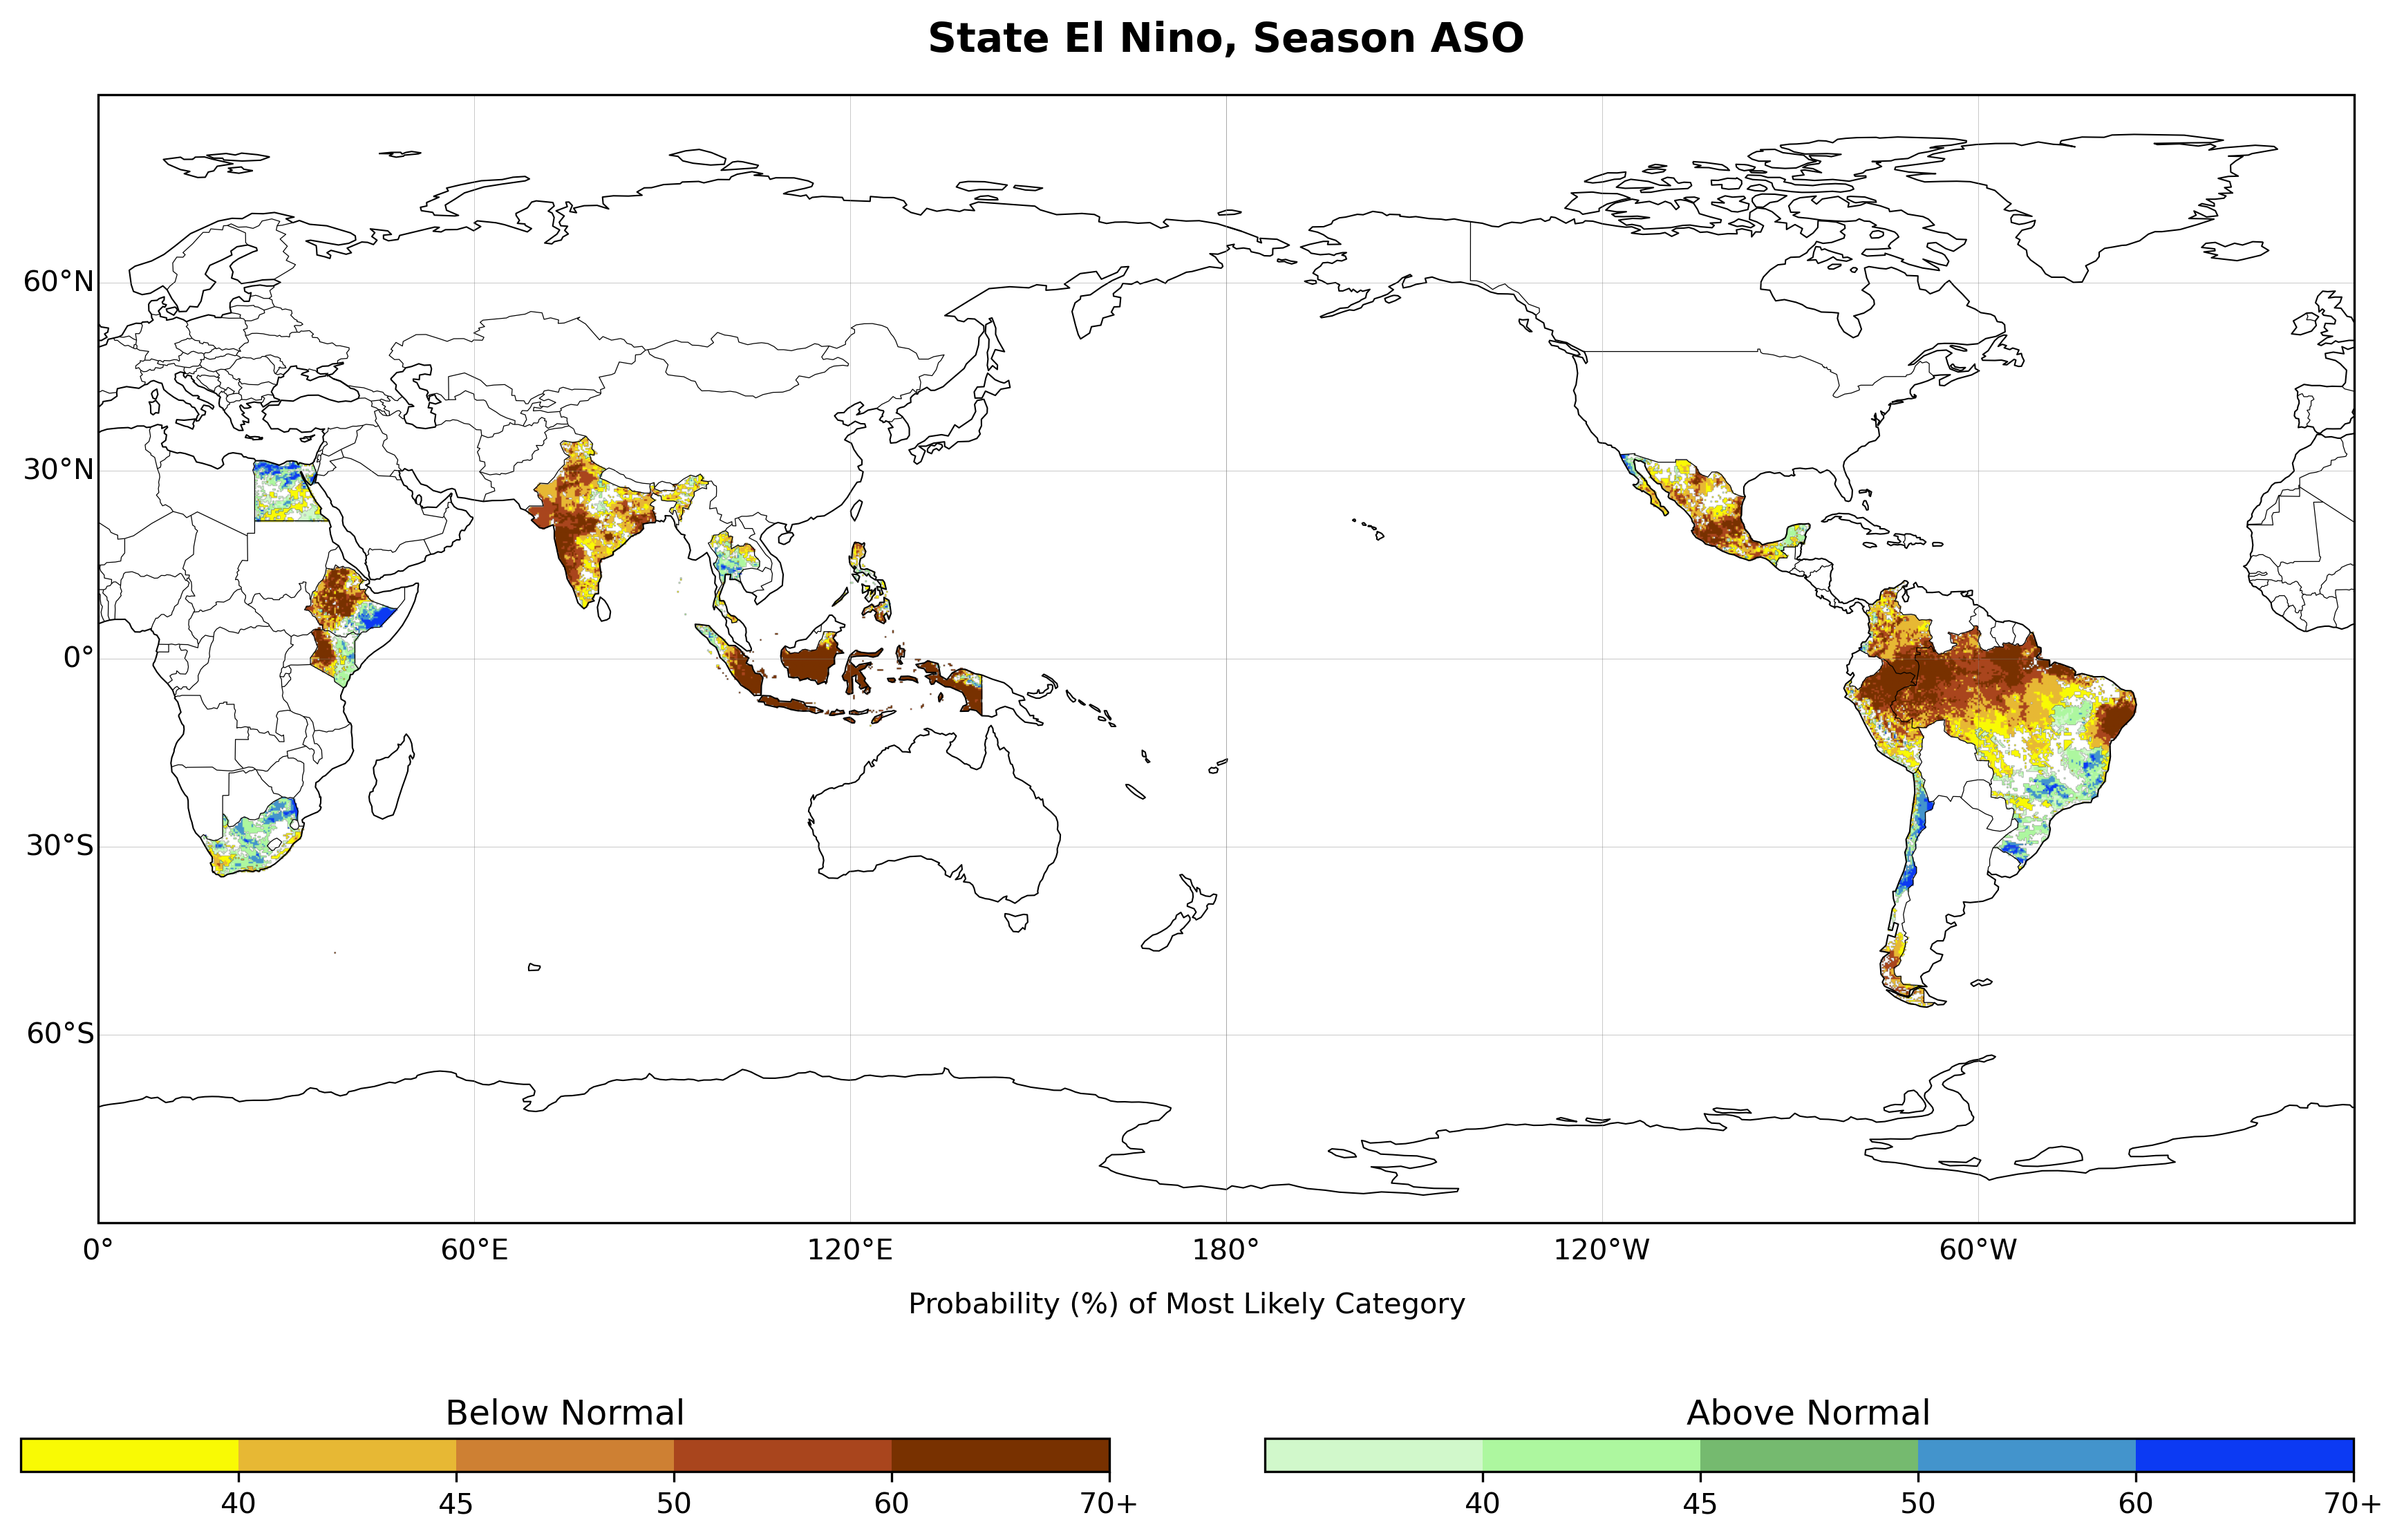 State El Nino, Season ASO
60°N
30°N
0°
30°S
60°S
0° 60°E 120°E 180° 120°W 60°W
Probability (%) of Most Likely Category
Below Normal
40 45 50 60 70+
Above Normal
40 45 50 60 70+